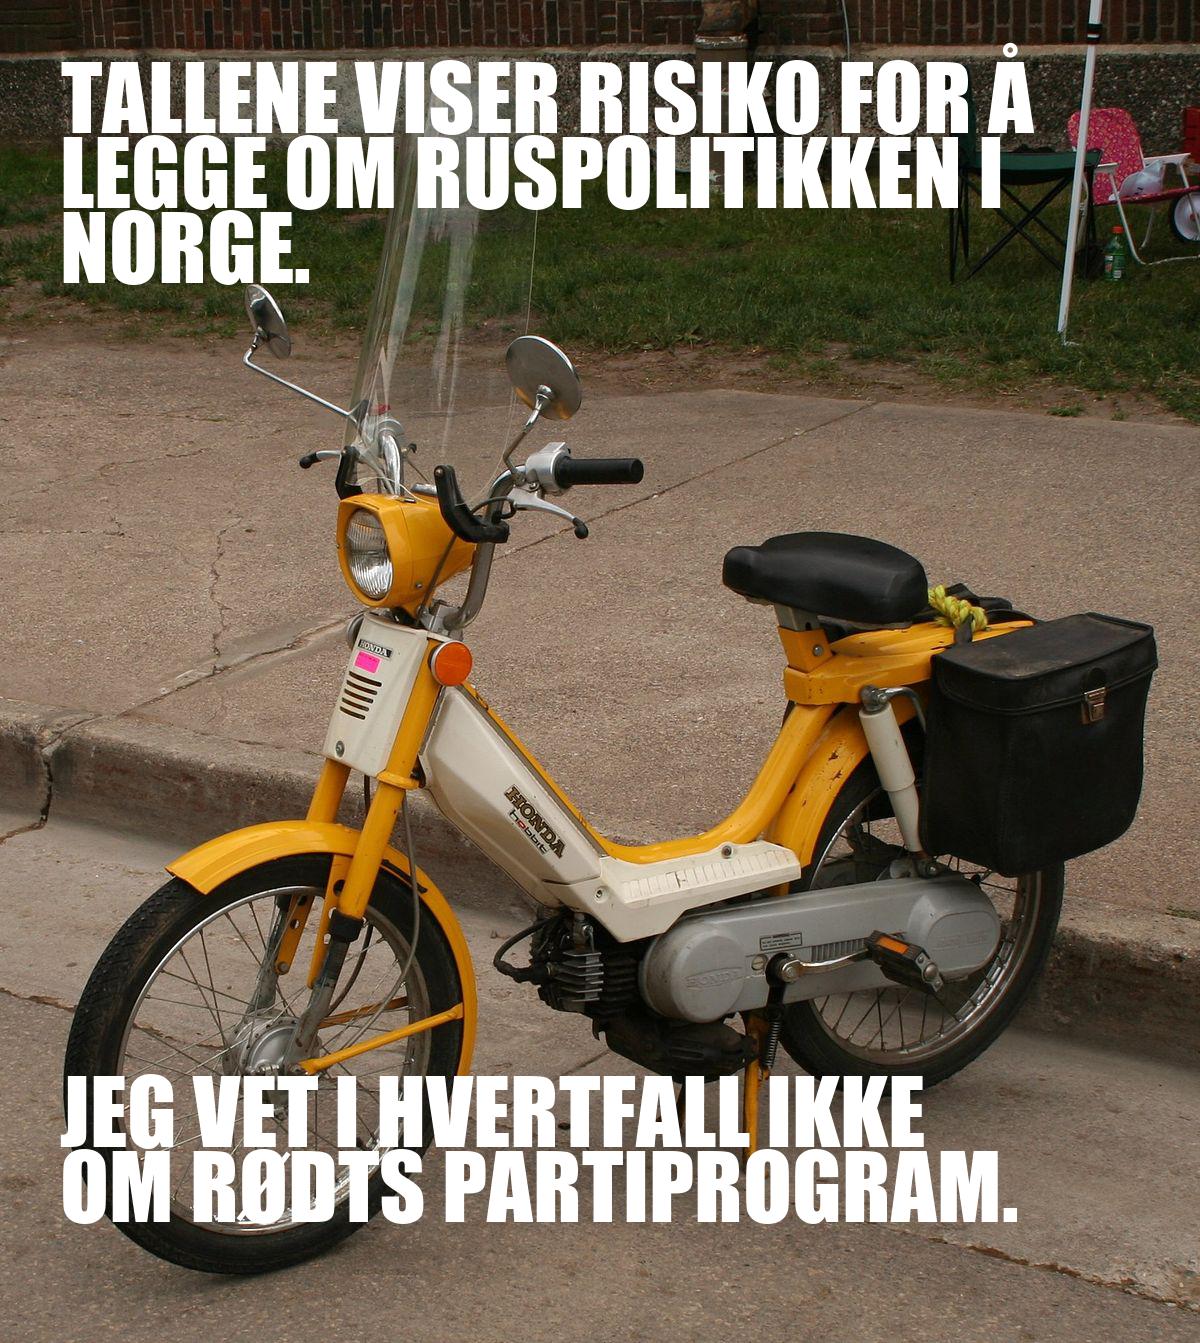 TALLENE VISER RISIKO FOR Å
LEGGE OM RUSPOLITIKKEN I
NORGE.
HONDA
HONDA
hobbit
JEG VET I HVERTFALL IKKE
OM RØDTS PARTIPROGRAM.